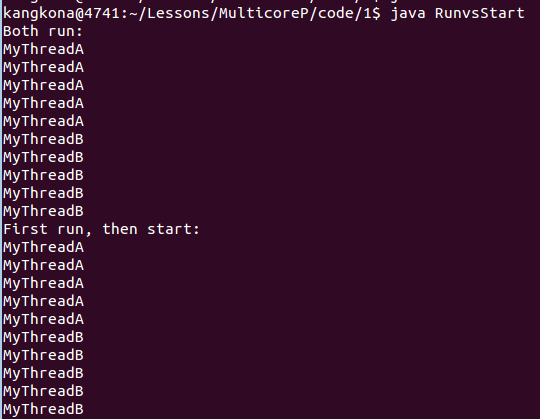 kangkona@4741:~/Lessons/MulticoreP/code/1$ java RunvsStart
Both run:
MyThreadA
MyThreadA
MyThreadA
MyThreadA
MyThreadA
MyThreadB
MyThreadB
MyThreadB
MyThreadB
MyThreadB
First run, then start:
MyThreadA
MyThreadA
MyThreadA
MyThreadA
MyThreadA
MyThreadB
MyThreadB
MyThreadB
MyThreadB
MyThreadB